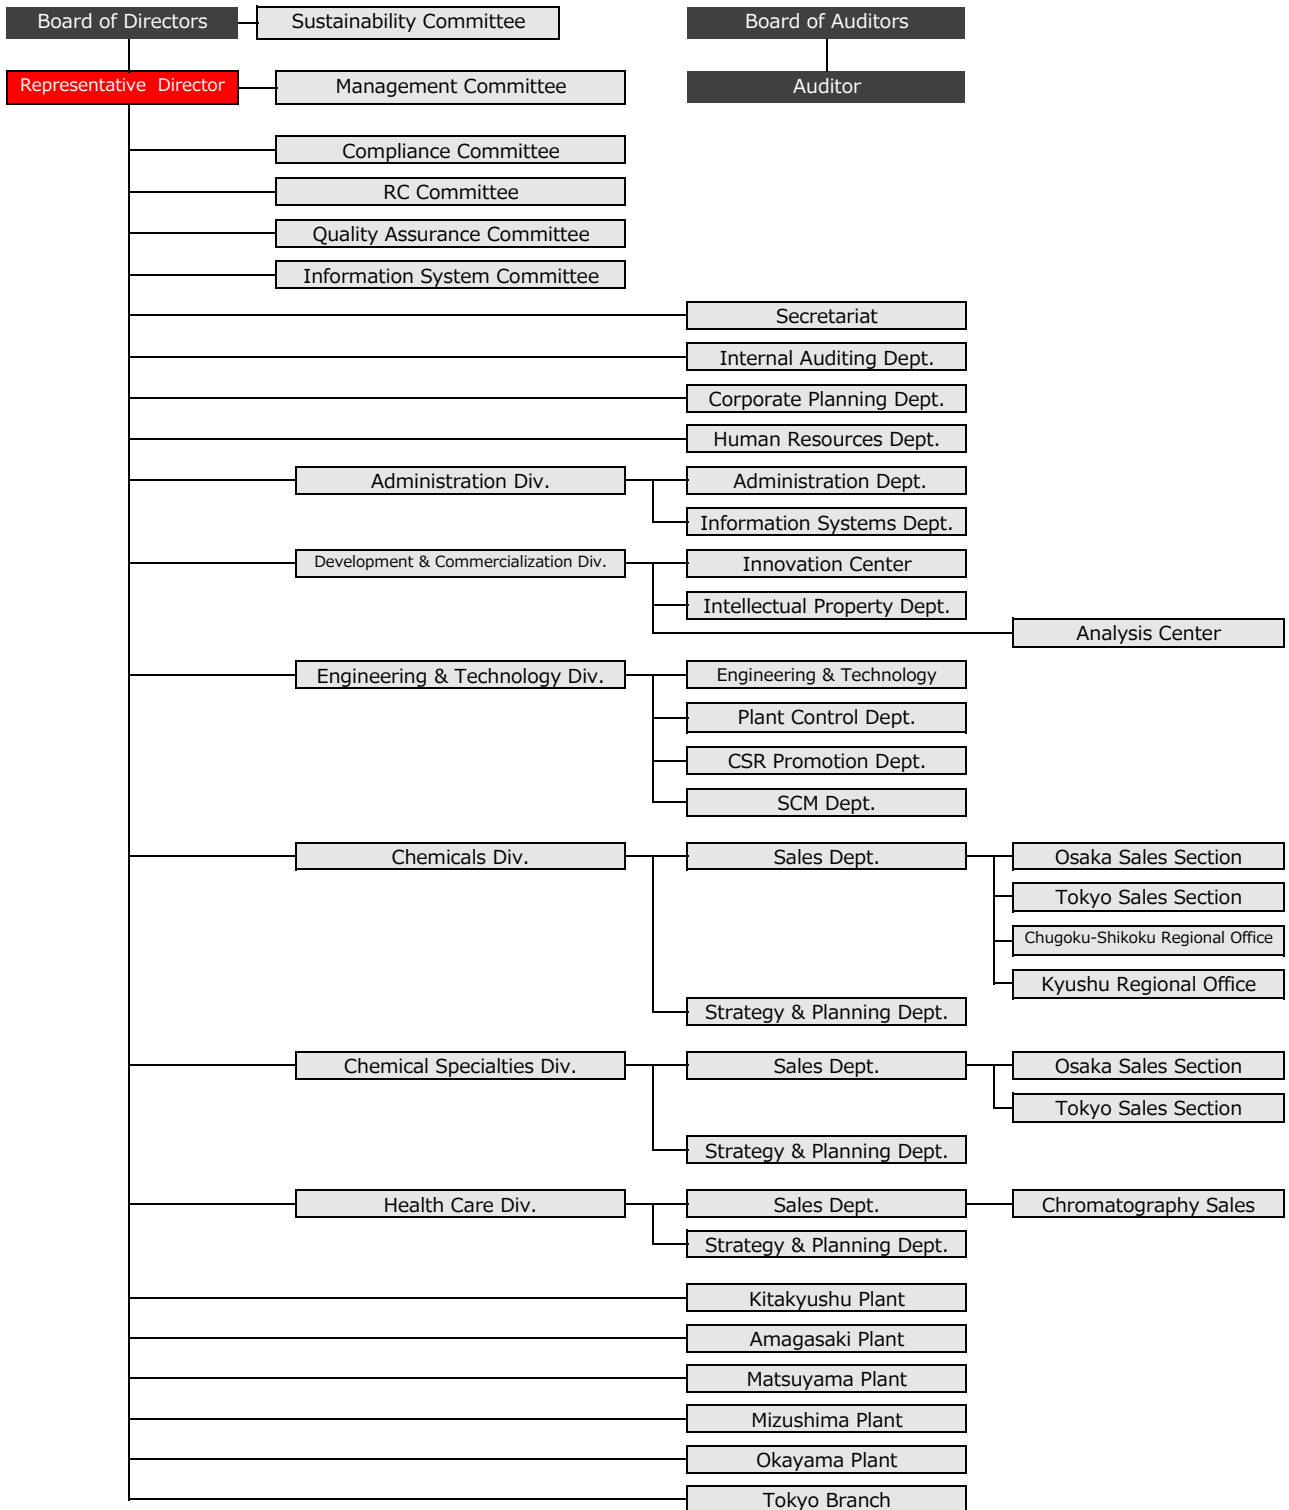 Board of Directors
Sustainability Committee
Board of Auditors
Representative Director
Management Committee
Auditor
Compliance Committee
RC Committee
Quality Assurance Committee
Information System Committee
Secretariat
Internal Auditing Dept.
Corporate Planning Dept.
Human Resources Dept.
Administration Div.
Administration Dept.
Information Systems Dept.
Development & Commercialization Div.
Innovation Center
Intellectual Property Dept.
Analysis Center
Engineering & Technology Div.
Engineering & Technology
Plant Control Dept.
CSR Promotion Dept.
SCM Dept.
Chemicals Div.
Sales Dept.
Osaka Sales Section
Tokyo Sales Section
Chugoku-Shikoku Regional Office
Kyushu Regional Office
Strategy & Planning Dept.
Chemical Specialties Div.
Sales Dept.
Osaka Sales Section
Tokyo Sales Section
Strategy & Planning Dept.
Health Care Div.
Sales Dept.
Chromatography Sales
Strategy & Planning Dept.
Kitakyushu Plant
Amagasaki Plant
Matsuyama Plant
Mizushima Plant
Okayama Plant
Tokyo Branch